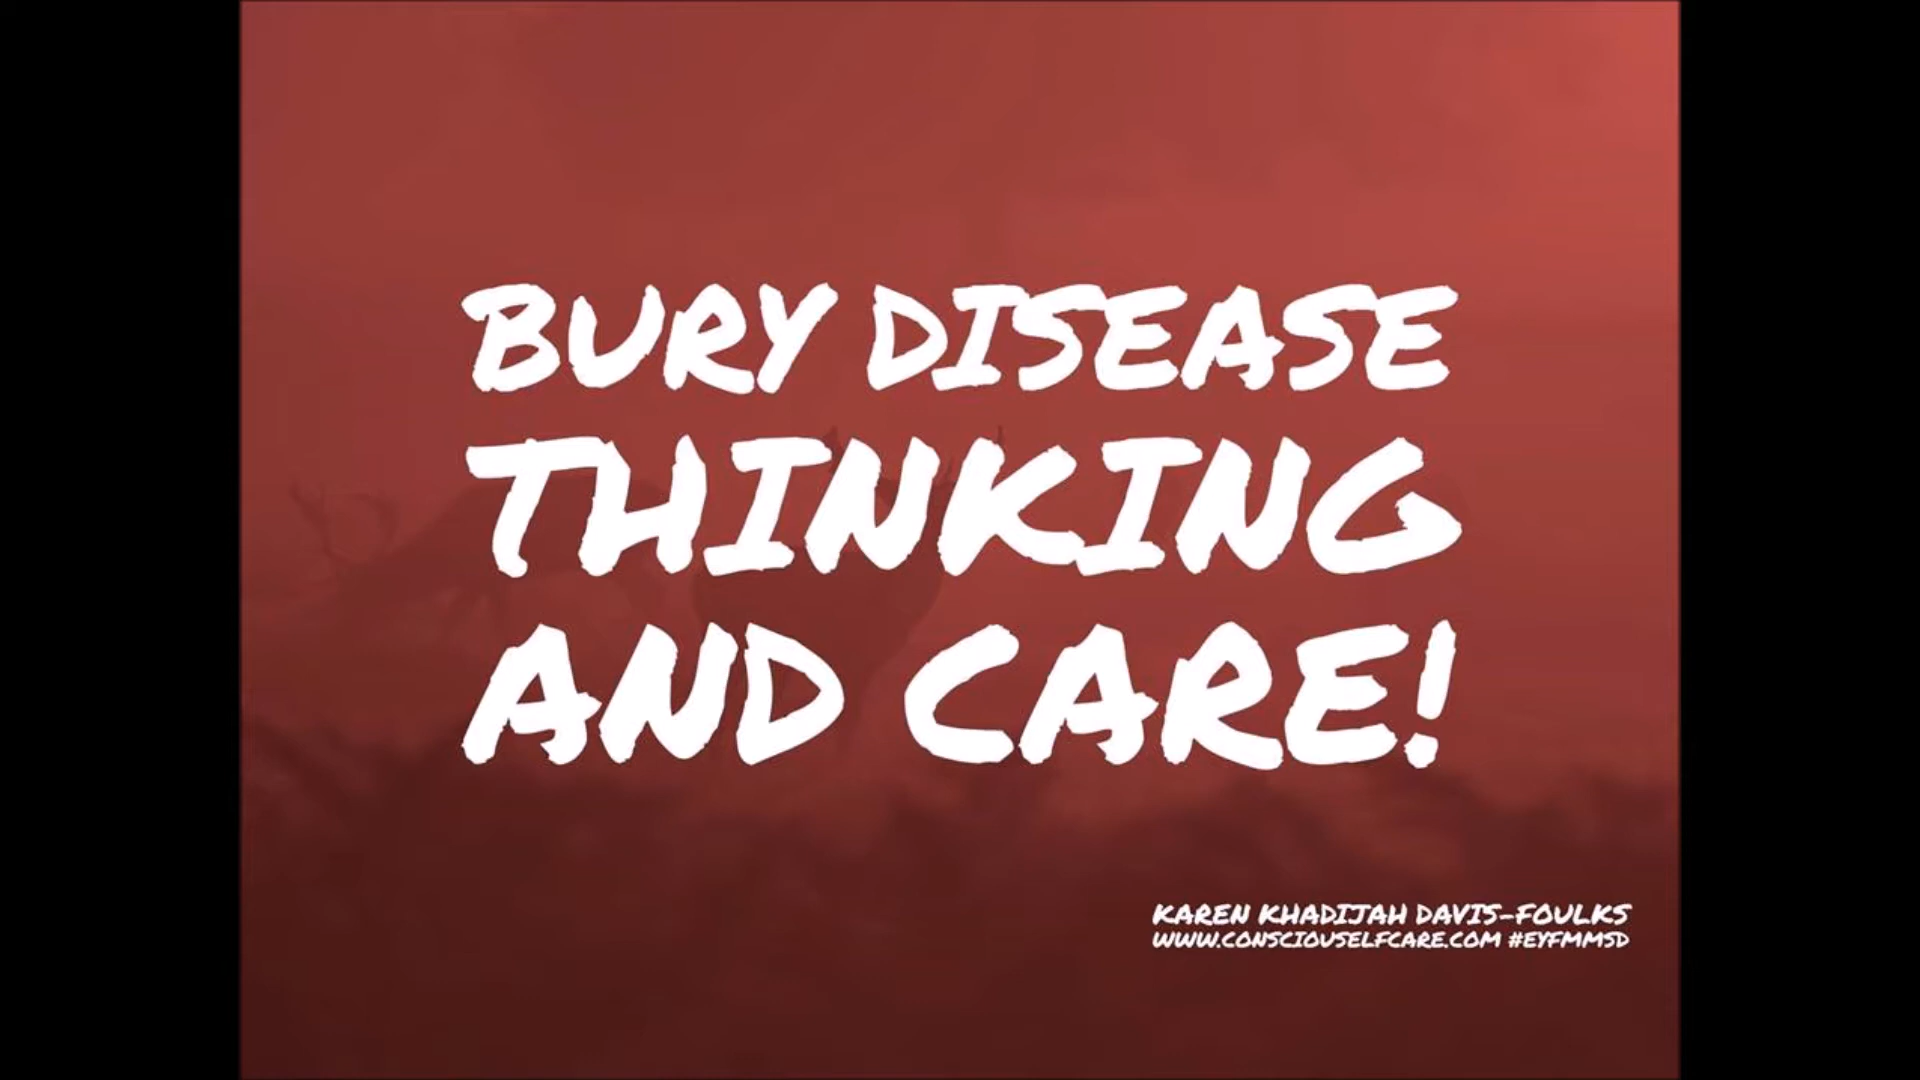 BURY DISEASE
THINKING
AND CARE!
KAREN KHADIJAH DAVIS-FOULKS
WWW.CONSCIOUSELFCARE.COM #EYFMMSD